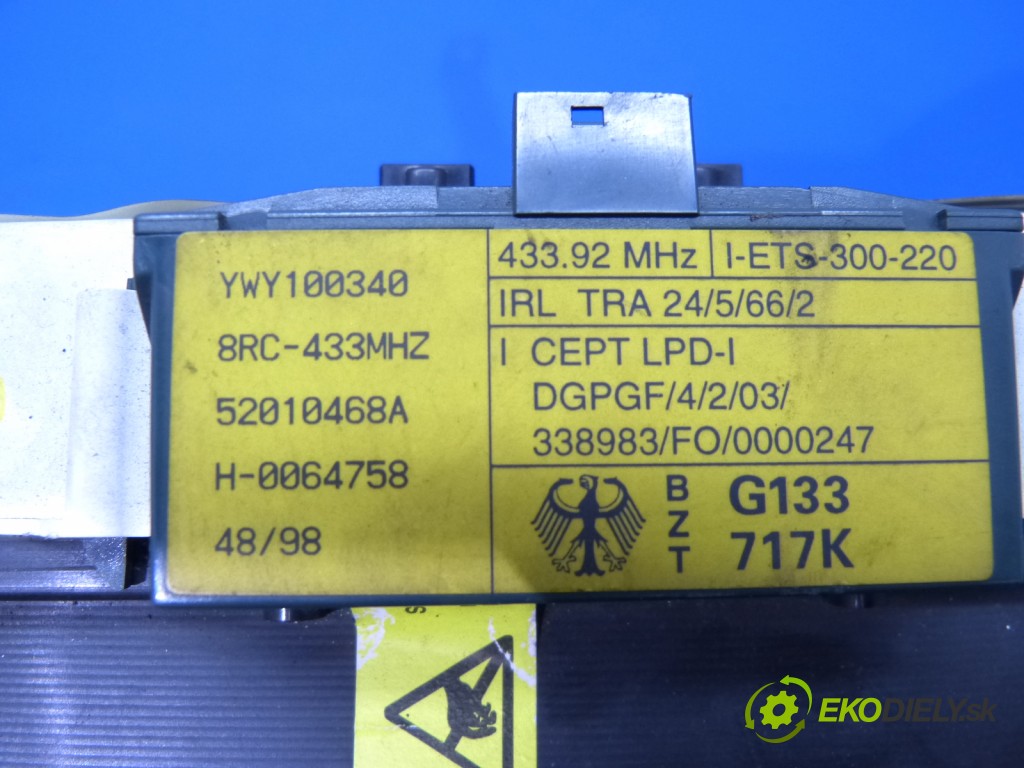 YWY100340
8RC-433MHZ
52010468A
H-0064758
48/98
433.92 MHz
I-ETS-300-220
IRL TRA 24/5/66/2
I CEPT LPD-I
DGPGF/4/2/03/
338983/FO/0000247
BZT
G133
717K
S
EKODIELY.sk